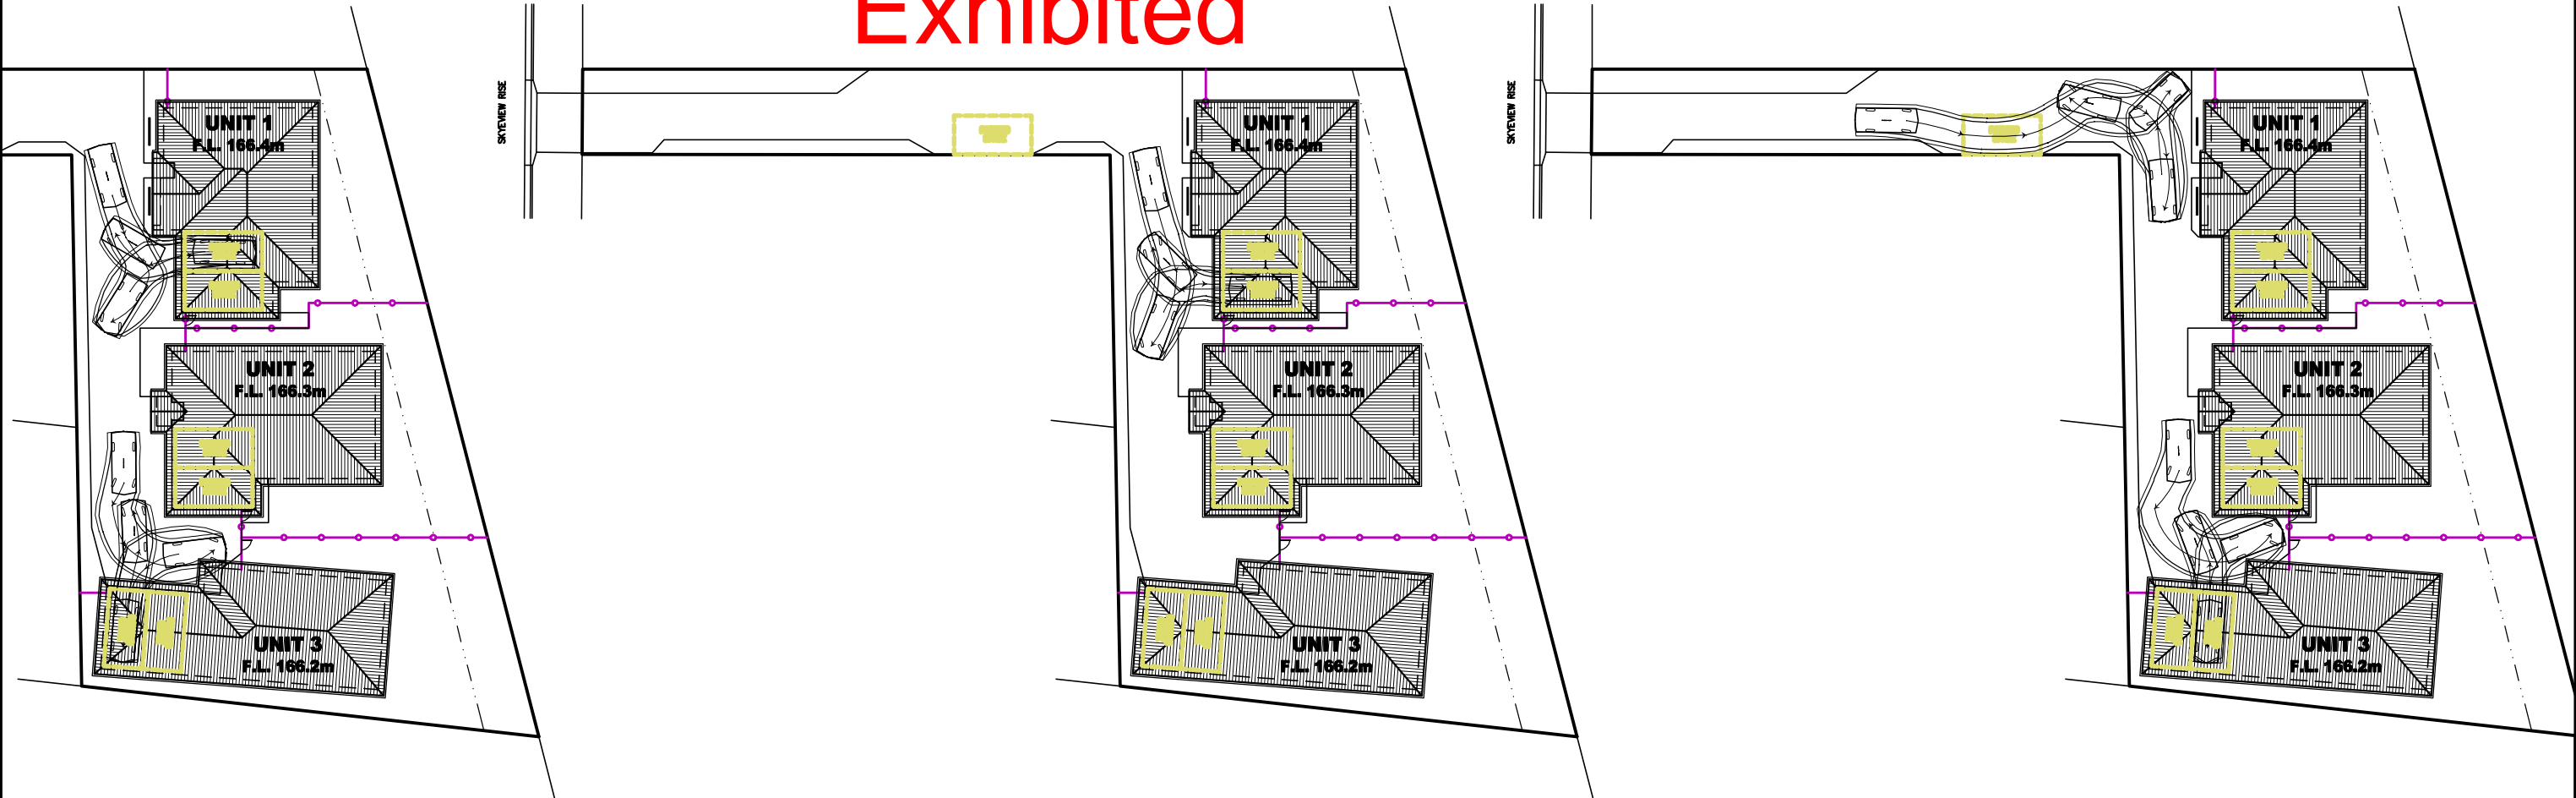 Exhibited
SKYEVIEW RISE
SKYEVIEW RISE
UNIT 1
F.L. 166.4m
UNIT 2
F.L. 166.3m
UNIT 3
F.L. 166.2m
UNIT 1
F.L. 166.4m
UNIT 2
F.L. 166.3m
UNIT 3
F.L. 166.2m
UNIT 1
F.L. 166.4m
UNIT 2
F.L. 166.3m
UNIT 3
F.L. 166.2m